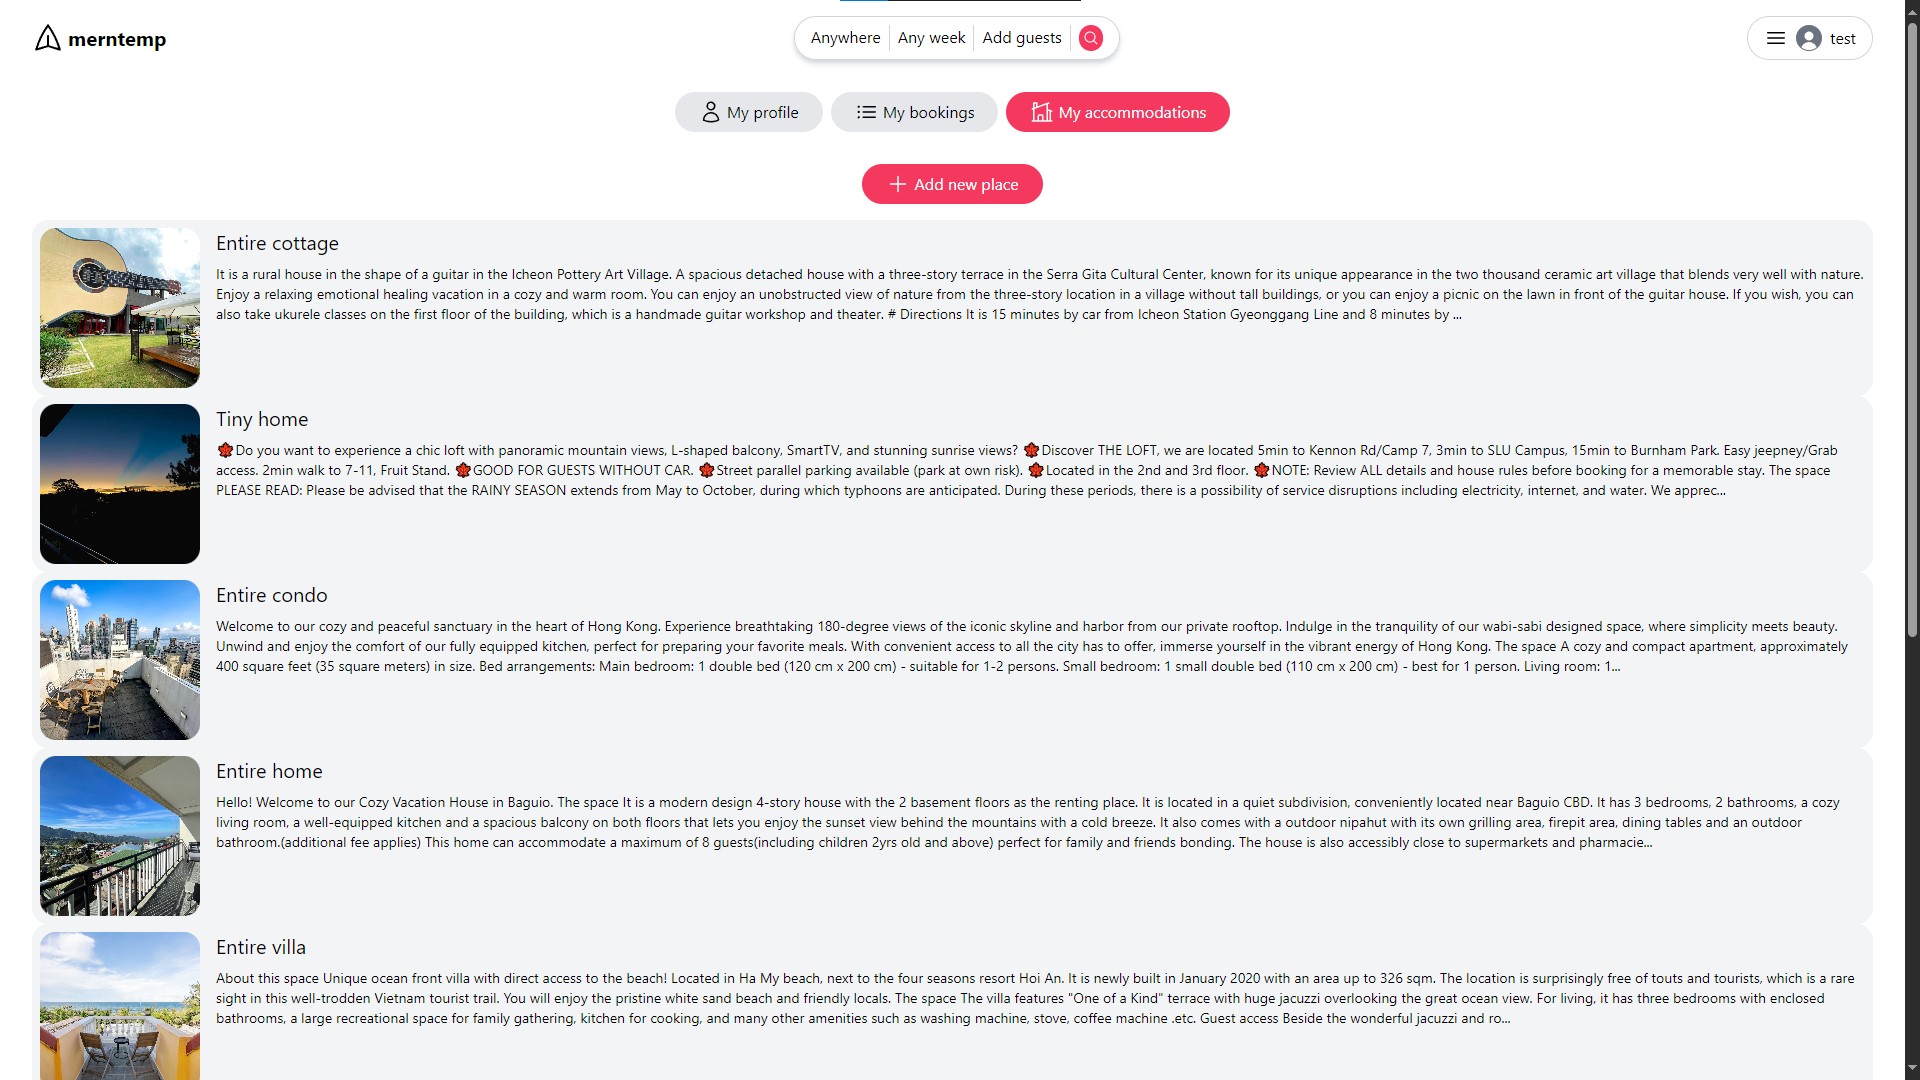 merntemp
Anywhere
Any week
Add guests
test
My profile
My bookings
My accommodations
Add new place
Entire cottage
It is a rural house in the shape of a guitar in the Icheon Pottery Art Village. A spacious detached house with a three-story terrace in the Serra Gita Cultural Center, known for its unique appearance in the two thousand ceramic art village that blends very well with nature.
Enjoy a relaxing emotional healing vacation in a cozy and warm room. You can enjoy an unobstructed view of nature from the three-story location in a village without tall buildings, or you can enjoy a picnic on the lawn in front of the guitar house. If you wish, you can
also take ukurele classes on the first floor of the building, which is a handmade guitar workshop and theater. # Directions It is 15 minutes by car from Icheon Station Gyeonggang Line and 8 minutes by ...
Tiny home
🍁Do you want to experience a chic loft with panoramic mountain views, L-shaped balcony, SmartTV, and stunning sunrise views? 🍁Discover THE LOFT, we are located 5min to Kennon Rd/Camp 7, 3min to SLU Campus, 15min to Burnham Park. Easy jeepney/Grab
access. 2min walk to 7-11, Fruit Stand. 🍁GOOD FOR GUESTS WITHOUT CAR. 🍁Street parallel parking available (park at own risk). 🍁Located in the 2nd and 3rd floor. 🍁NOTE: Review ALL details and house rules before booking for a memorable stay. The space
PLEASE READ: Please be advised that the RAINY SEASON extends from May to October, during which typhoons are anticipated. During these periods, there is a possibility of service disruptions including electricity, internet, and water. We apprec...
Entire condo
Welcome to our cozy and peaceful sanctuary in the heart of Hong Kong. Experience breathtaking 180-degree views of the iconic skyline and harbor from our private rooftop. Indulge in the tranquility of our wabi-sabi designed space, where simplicity meets beauty.
Unwind and enjoy the comfort of our fully equipped kitchen, perfect for preparing your favorite meals. With convenient access to all the city has to offer, immerse yourself in the vibrant energy of Hong Kong. The space A cozy and compact apartment, approximately
400 square feet (35 square meters) in size. Bed arrangements: Main bedroom: 1 double bed (120 cm x 200 cm) - suitable for 1-2 persons. Small bedroom: 1 small double bed (110 cm x 200 cm) - best for 1 person. Living room: 1...
Entire home
Hello! Welcome to our Cozy Vacation House in Baguio. The space It is a modern design 4-story house with the 2 basement floors as the renting place. It is located in a quiet subdivision, conveniently located near Baguio CBD. It has 3 bedrooms, 2 bathrooms, a cozy
living room, a well-equipped kitchen and a spacious balcony on both floors that lets you enjoy the sunset view behind the mountains with a cold breeze. It also comes with a outdoor nipahut with its own grilling area, firepit area, dining tables and an outdoor
bathroom.(additional fee applies) This home can accommodate a maximum of 8 guests(including children 2yrs old and above) perfect for family and friends bonding. The house is also accessibly close to supermarkets and pharmacie...
Entire villa
About this space Unique ocean front villa with direct access to the beach! Located in Ha My beach, next to the four seasons resort Hoi An. It is newly built in January 2020 with an area up to 326 sqm. The location is surprisingly free of touts and tourists, which is a rare
sight in this well-trodden Vietnam tourist trail. You will enjoy the pristine white sand beach and friendly locals. The space The villa features "One of a Kind" terrace with huge jacuzzi overlooking the great ocean view. For living, it has three bedrooms with enclosed
bathrooms, a large recreational space for family gathering, kitchen for cooking, and many other amenities such as washing machine, stove, coffee machine .etc. Guest access Beside the wonderful jacuzzi and ro...